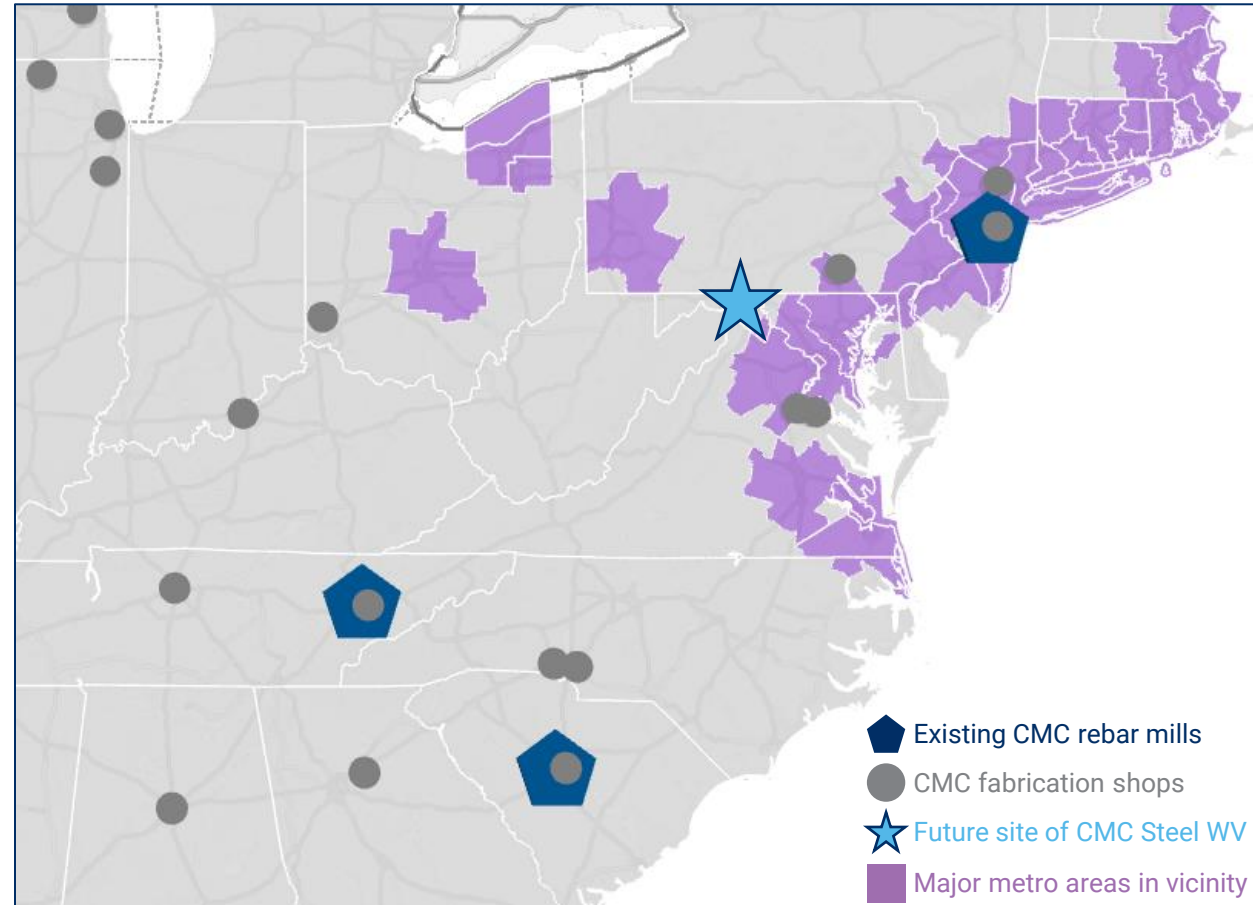 Existing CMC rebar mills
CMC fabrication shops
Future site of CMC Steel WV
Major metro areas in vicinity